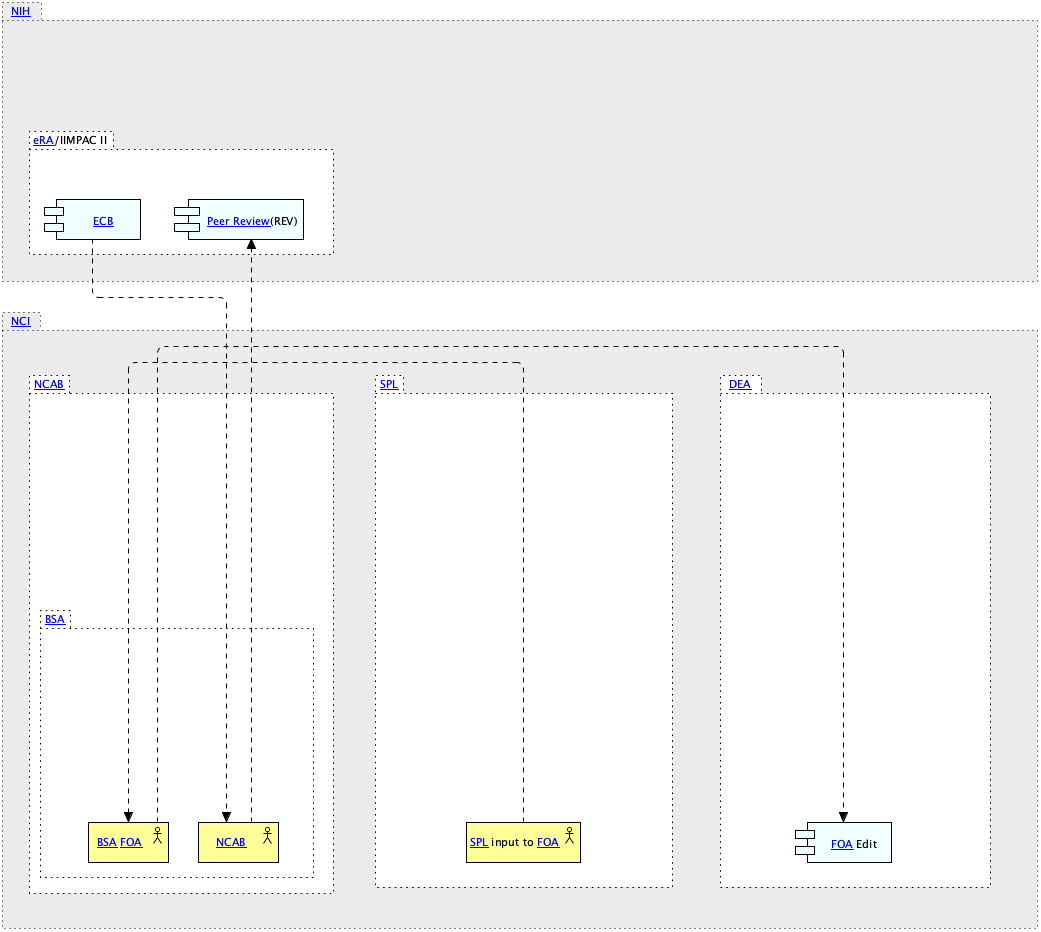 NIH
eRA/IIMPAC II
ECB
Peer Review(REV)
NCI
NCAB
SPL
DEA
BSA
BSA FOA
NCAB
SPL input to FOA
FOA Edit